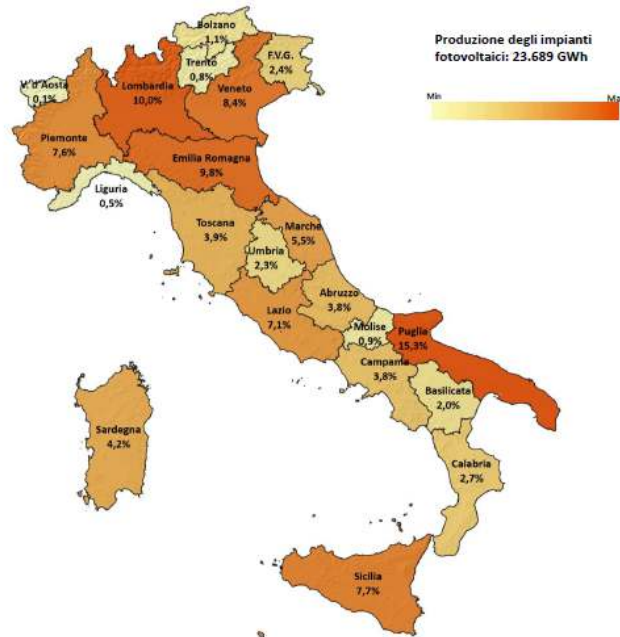 Bolzano
1,1%
Produzione degli impianti
fotovoltaici: 23.689 GWh
Trento
0,8%
F.V.G.
2,4%
V. d'Aosta
0,1%
Lombardia
10,0%
Veneto
8,4%
Min
Ma
Piemonte
7,6%
Emilia Romagna
9,8%
Liguria
0,5%
Toscana
3,9%
Marche
5,5%
Umbria
2,3%
Abruzzo
3,8%
Lazio
7,1%
Molise
0,9%
Puglia
15,3%
Campania
3,8%
Basilicata
2,0%
Sardegna
4,2%
Calabria
2,7%
Sicilia
7,7%